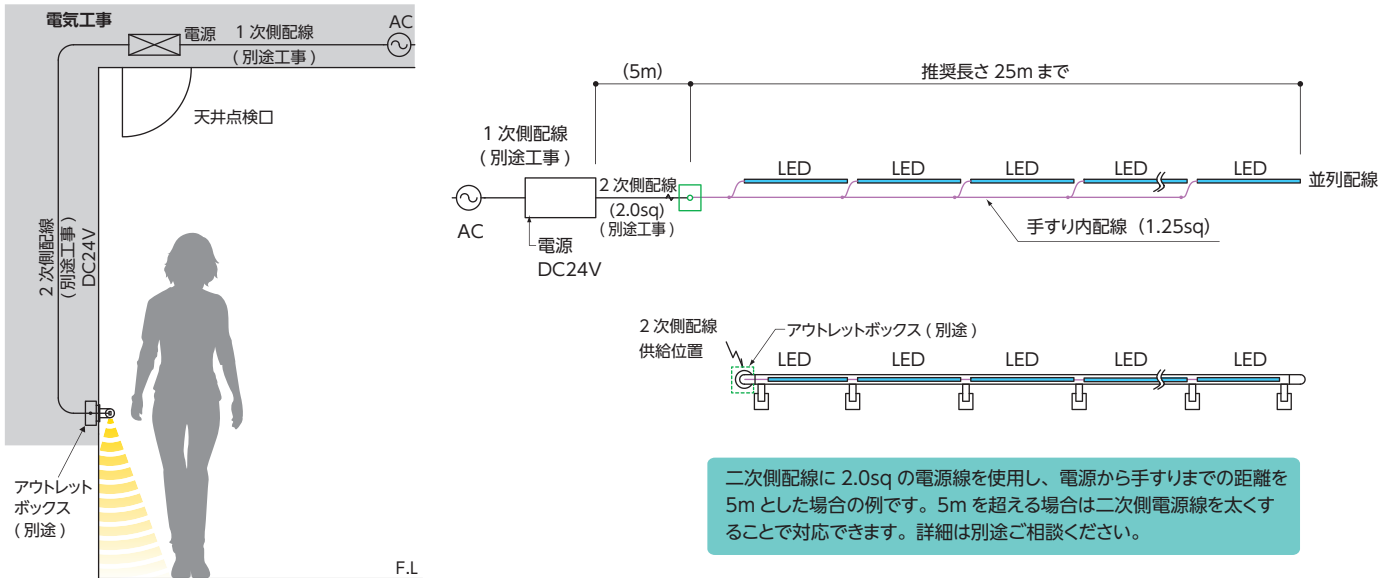 電気工事
電源
1 次側配線
( 別途工事 )
AC
天井点検口
2 次側配線
( 別途工事 )
DC24V
アウトレット
ボックス
( 別途 )
F.L
(5m)
推奨長さ 25m まで
1 次側配線
( 別途工事 )
AC
電源
DC24V
2 次側配線
(2.0sq)
( 別途工事 )
LED
LED
LED
LED
LED
並列配線
手すり内配線（1.25sq)
2 次側配線
供給位置
アウトレットボックス ( 別途 )
LED
LED
LED
LED
LED
二次側配線に 2.0sq の電源線を使用し、電源から手すりまでの距離を
5m とした場合の例です。5m を超える場合は二次側電源線を太くす
ることで対応できます。詳細は別途ご相談ください。